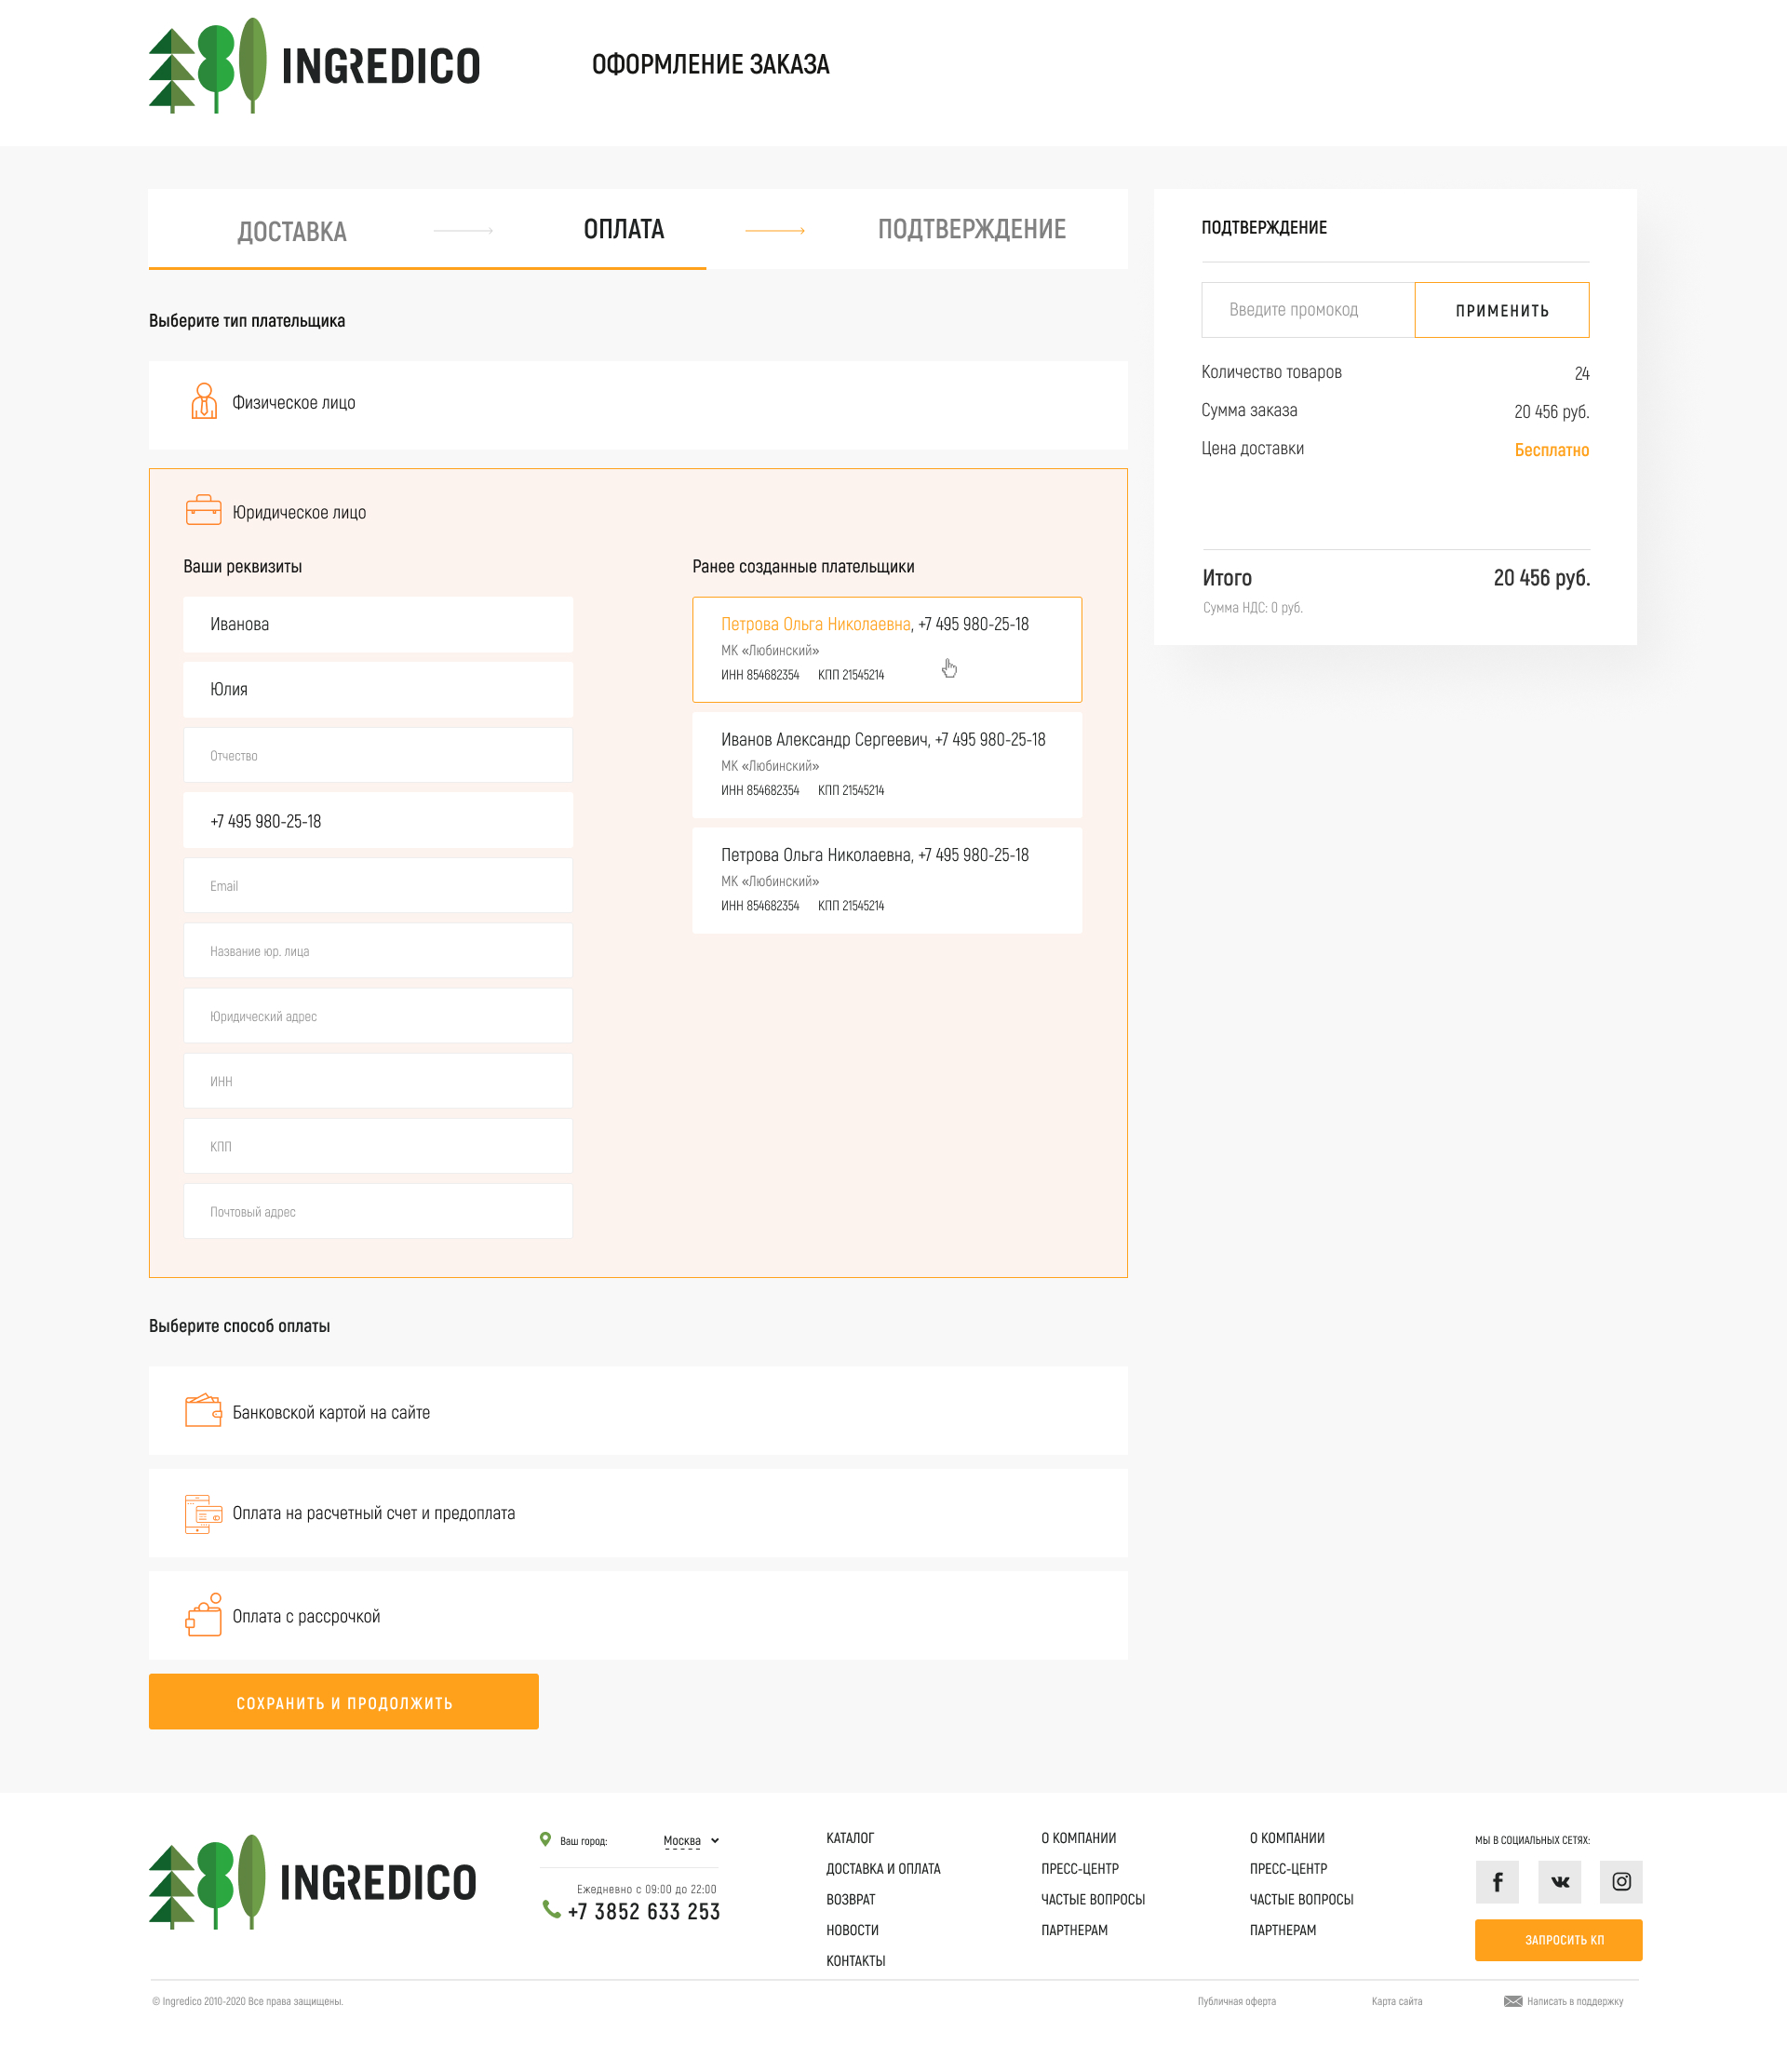 INGREDICO
ОФОРМЛЕНИЕ ЗАКАЗА
ДОСТАВКА
ОПЛАТА
ПОДТВЕРЖДЕНИЕ
Выберите тип плательщика
Физическое лицо
Юридическое лицо
Ваши реквизиты
Иванова
Юлия
Отчество
+7 495 980-25-18
Email
Название юр. лица
Юридический адрес
ИНН
КПП
Почтовый адрес
Ранее созданные плательщики
Петрова Ольга Николаевна, +7 495 980-25-18
МК «Любинский»
ИНН 854682354 КПП 21545214
Иванов Александр Сергеевич, +7 495 980-25-18
МК «Любинский»
ИНН 854682354 КПП 21545214
Петрова Ольга Николаевна, +7 495 980-25-18
МК «Любинский»
ИНН 854682354 КПП 21545214
Выберите способ оплаты
Банковской картой на сайте
Оплата на расчетный счет и предоплата
Оплата с рассрочкой
СОХРАНИТЬ И ПРОДОЛЖИТЬ
ПОДТВЕРЖДЕНИЕ
Введите промокод
ПРИМЕНИТЬ
Количество товаров 24
Сумма заказа 20 456 руб.
Цена доставки Бесплатно
Итого 20 456 руб.
Сумма НДС: 0 руб.
INGREDICO
Ваш город: Москва
Ежедневно с 09:00 до 22:00
+7 3852 633 253
КАТАЛОГ
ДОСТАВКА И ОПЛАТА
ВОЗВРАТ
НОВОСТИ
КОНТАКТЫ
О КОМПАНИИ
ПРЕСС-ЦЕНТР
ЧАСТЫЕ ВОПРОСЫ
ПАРТНЕРАМ
О КОМПАНИИ
ПРЕСС-ЦЕНТР
ЧАСТЫЕ ВОПРОСЫ
ПАРТНЕРАМ
МЫ В СОЦИАЛЬНЫХ СЕТЯХ:
ЗАПРОСИТЬ КП
© Ingredico 2010-2020 Все права защищены.
Публичная оферта
Карта сайта
Написать в поддержку